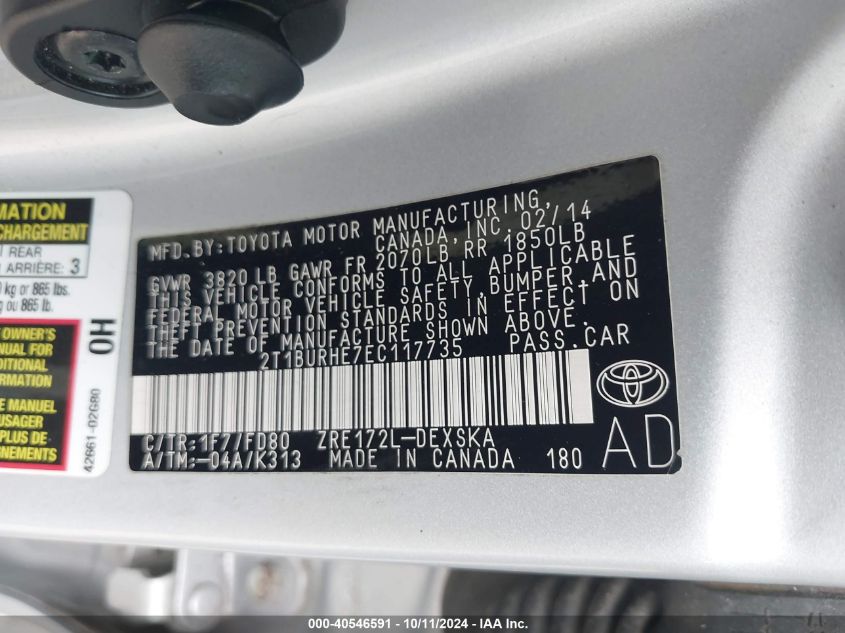 MFD.BY:TOYOTA MOTOR MANUFACTURING,
CANADA, INC. 02/14
GVWR 3820 LB GAWR FR 2070LB, RR 1850LB
THIS VEHICLE CONFORMS TO ALL APPLICABLE
FEDERAL MOTOR VEHICLE SAFETY, BUMPER, AND
THEFT PREVENTION STANDARDS IN EFFECT ON
THE DATE OF MANUFACTURE SHOWN ABOVE.
2T1BURHE7EC117735 PASS.CAR
C/TR:1F7/FD80 ZRE172L-DEXSKA
A/TM:-04A/K313 MADE IN CANADA 180
AD
MATION
CHARGEMENT
REAR
ARRIÈRE: 3
kg or 865 lbs.
g ou 865 lb.
OWNER'S
ANUAL FOR
DITIONAL
FORMATION
E MANUEL
USAGER
PLUS DE
GNEMENTS
0H
42661-02G80
000-40546591 - 10/11/2024 - IAA, Inc.